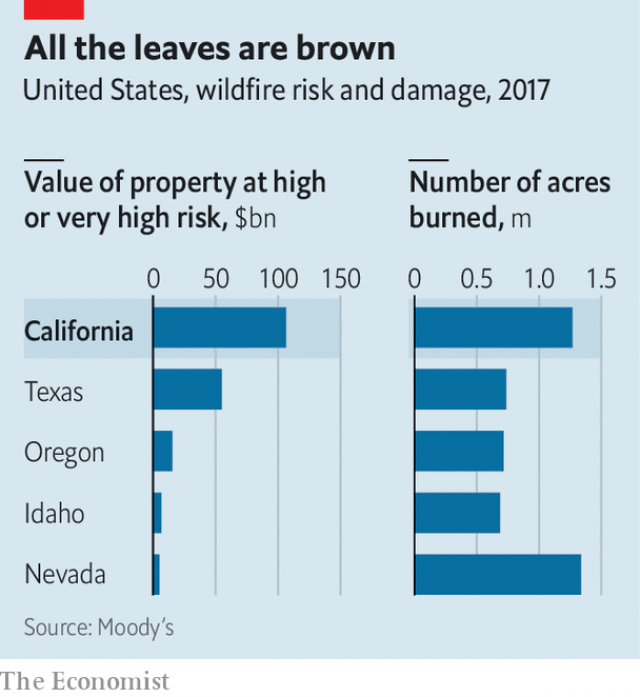 All the leaves are brown
United States, wildfire risk and damage, 2017
Value of property at high
or very high risk, $bn
Number of acres
burned, m
0 50 100 150
0 0.5 1.0 1.5
California
Texas
Oregon
Idaho
Nevada
Source: Moody's
The Economist